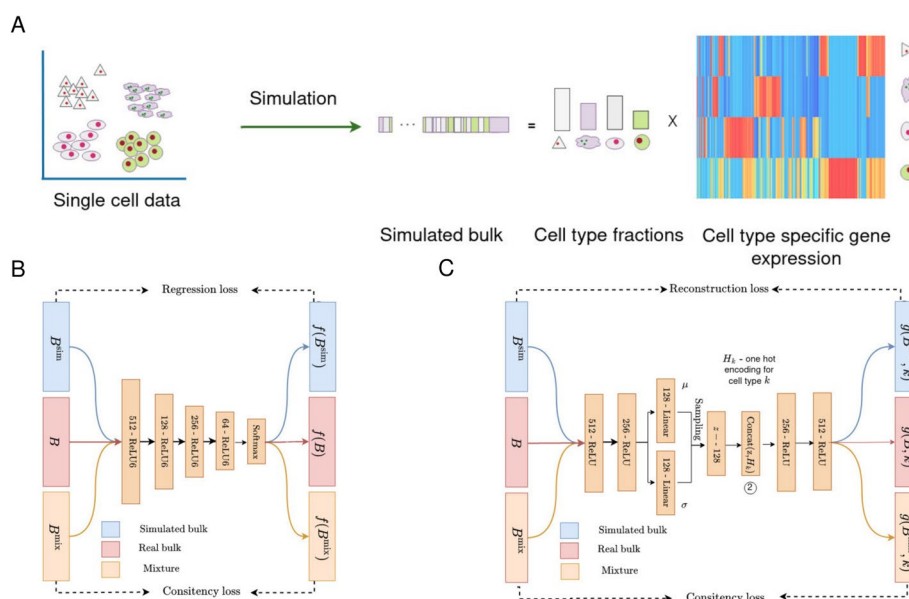 A
Simulation
...
=
X
Single cell data
Simulated bulk
Cell type fractions
Cell type specific gene
expression
B
Regression loss
B^sim
B
B^mix
512 - ReLU6
128 - ReLU6
256 - ReLU6
64 - ReLU6
Softmax
f(B^sim)
f(B)
f(B^mix)
Simulated bulk
Real bulk
Mixture
Consitency loss
C
Reconstruction loss
B^sim
B
B^mix
512 - ReLU
256 - ReLU
128 - Linear
μ
128 - Linear
σ
Sampling
H_k - one hot
encoding for
cell type k
z - - 128
Concat(z, H_k)
2
256 - ReLU
512 - ReLU
g(B, k)
Simulated bulk
Real bulk
Mixture
Consitency loss